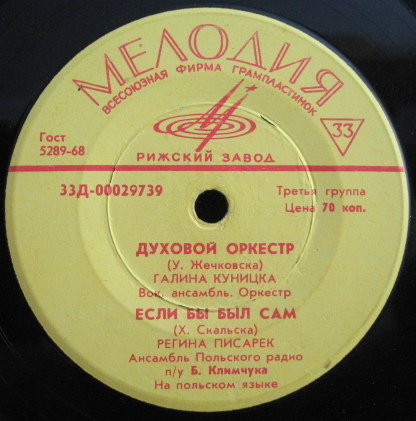 МЕЛОДИЯ
ВСЕСОЮЗНАЯ ФИРМА ГРАМПЛАСТИНОК
Гост
5289-68
33
РИЖСКИЙ ЗАВОД
33Д-00029739
Третья группа
Цена 70 коп.
ДУХОВОЙ ОРКЕСТР
(У. Жечковска)
ГАЛИНА КУНИЦКА
Вок. ансамбль. Оркестр
ЕСЛИ БЫ БЫЛ САМ
(Х. Скальска)
РЕГИНА ПИСАРЕК
Ансамбль Польского радио
п/у Б. Климчука
На польском языке